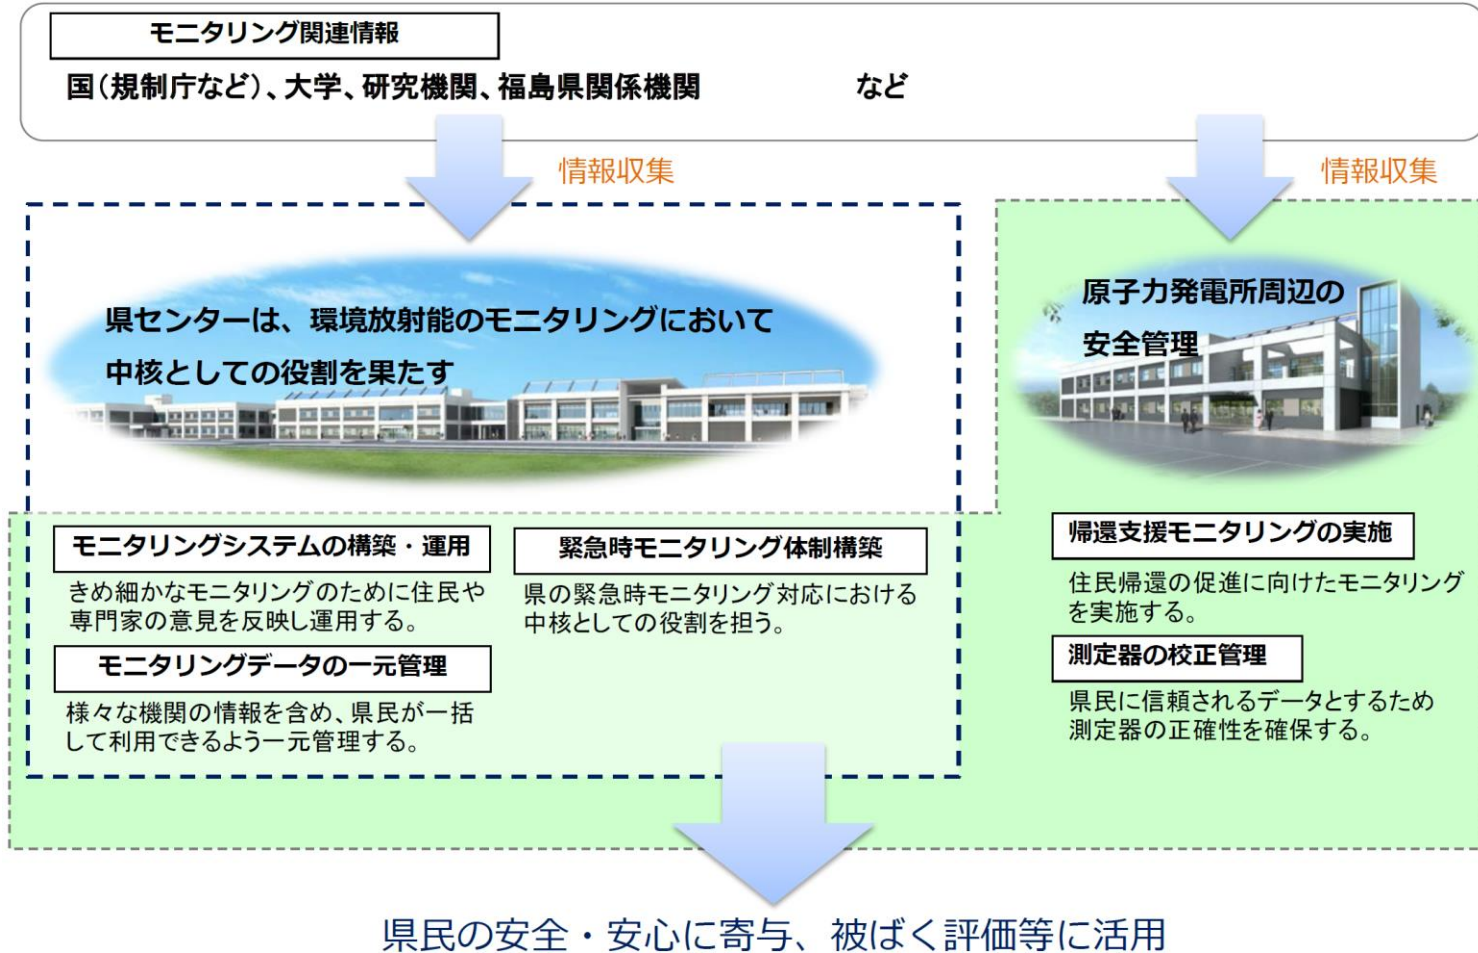 モニタリング関連情報
国（規制庁など）、大学、研究機関、福島県関係機関　　　　　など
情報収集
情報収集
県センターは、環境放射能のモニタリングにおいて
中核としての役割を果たす
原子力発電所周辺の
安全管理
モニタリングシステムの構築・運用
きめ細かなモニタリングのために住民や
専門家の意見を反映し運用する。
モニタリングデータの一元管理
様々な機関の情報を含め、県民が一括
して利用できるよう一元管理する。
緊急時モニタリング体制構築
県の緊急時モニタリング対応における
中核としての役割を担う。
帰還支援モニタリングの実施
住民帰還の促進に向けたモニタリング
を実施する。
測定器の校正管理
県民に信頼されるデータとするため
測定器の正確性を確保する。
県民の安全・安心に寄与、被ばく評価等に活用